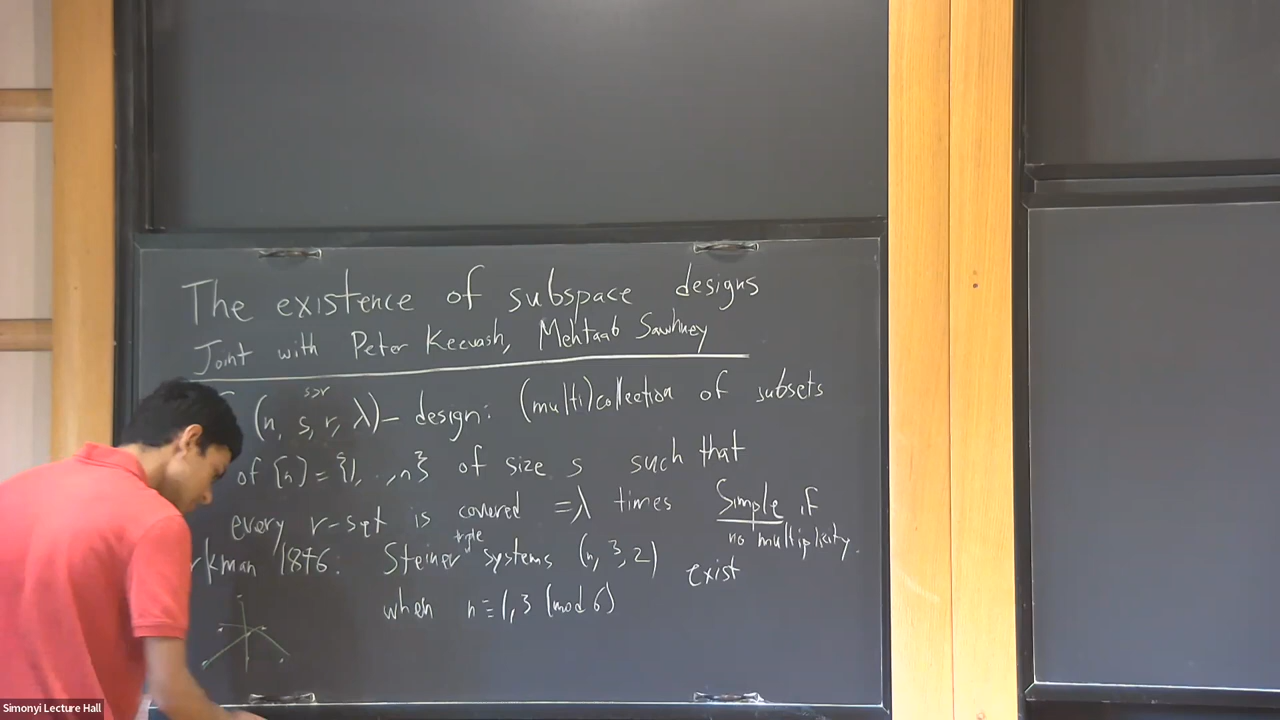 The existence of subspace designs
Joint with Peter Keevash, Mehtaab Sawhney
s>r
(n, s, r, λ)- design: (multi)collection of subsets
of [n] = {1, .., n} of size s such that
every r-set is covered =λ times
Simple if
no multiplicity.
rkman 1846: Steiner triple systems (n, 3, 2) exist
when n ≡ 1, 3 (mod 6)
Simonyi Lecture Hall